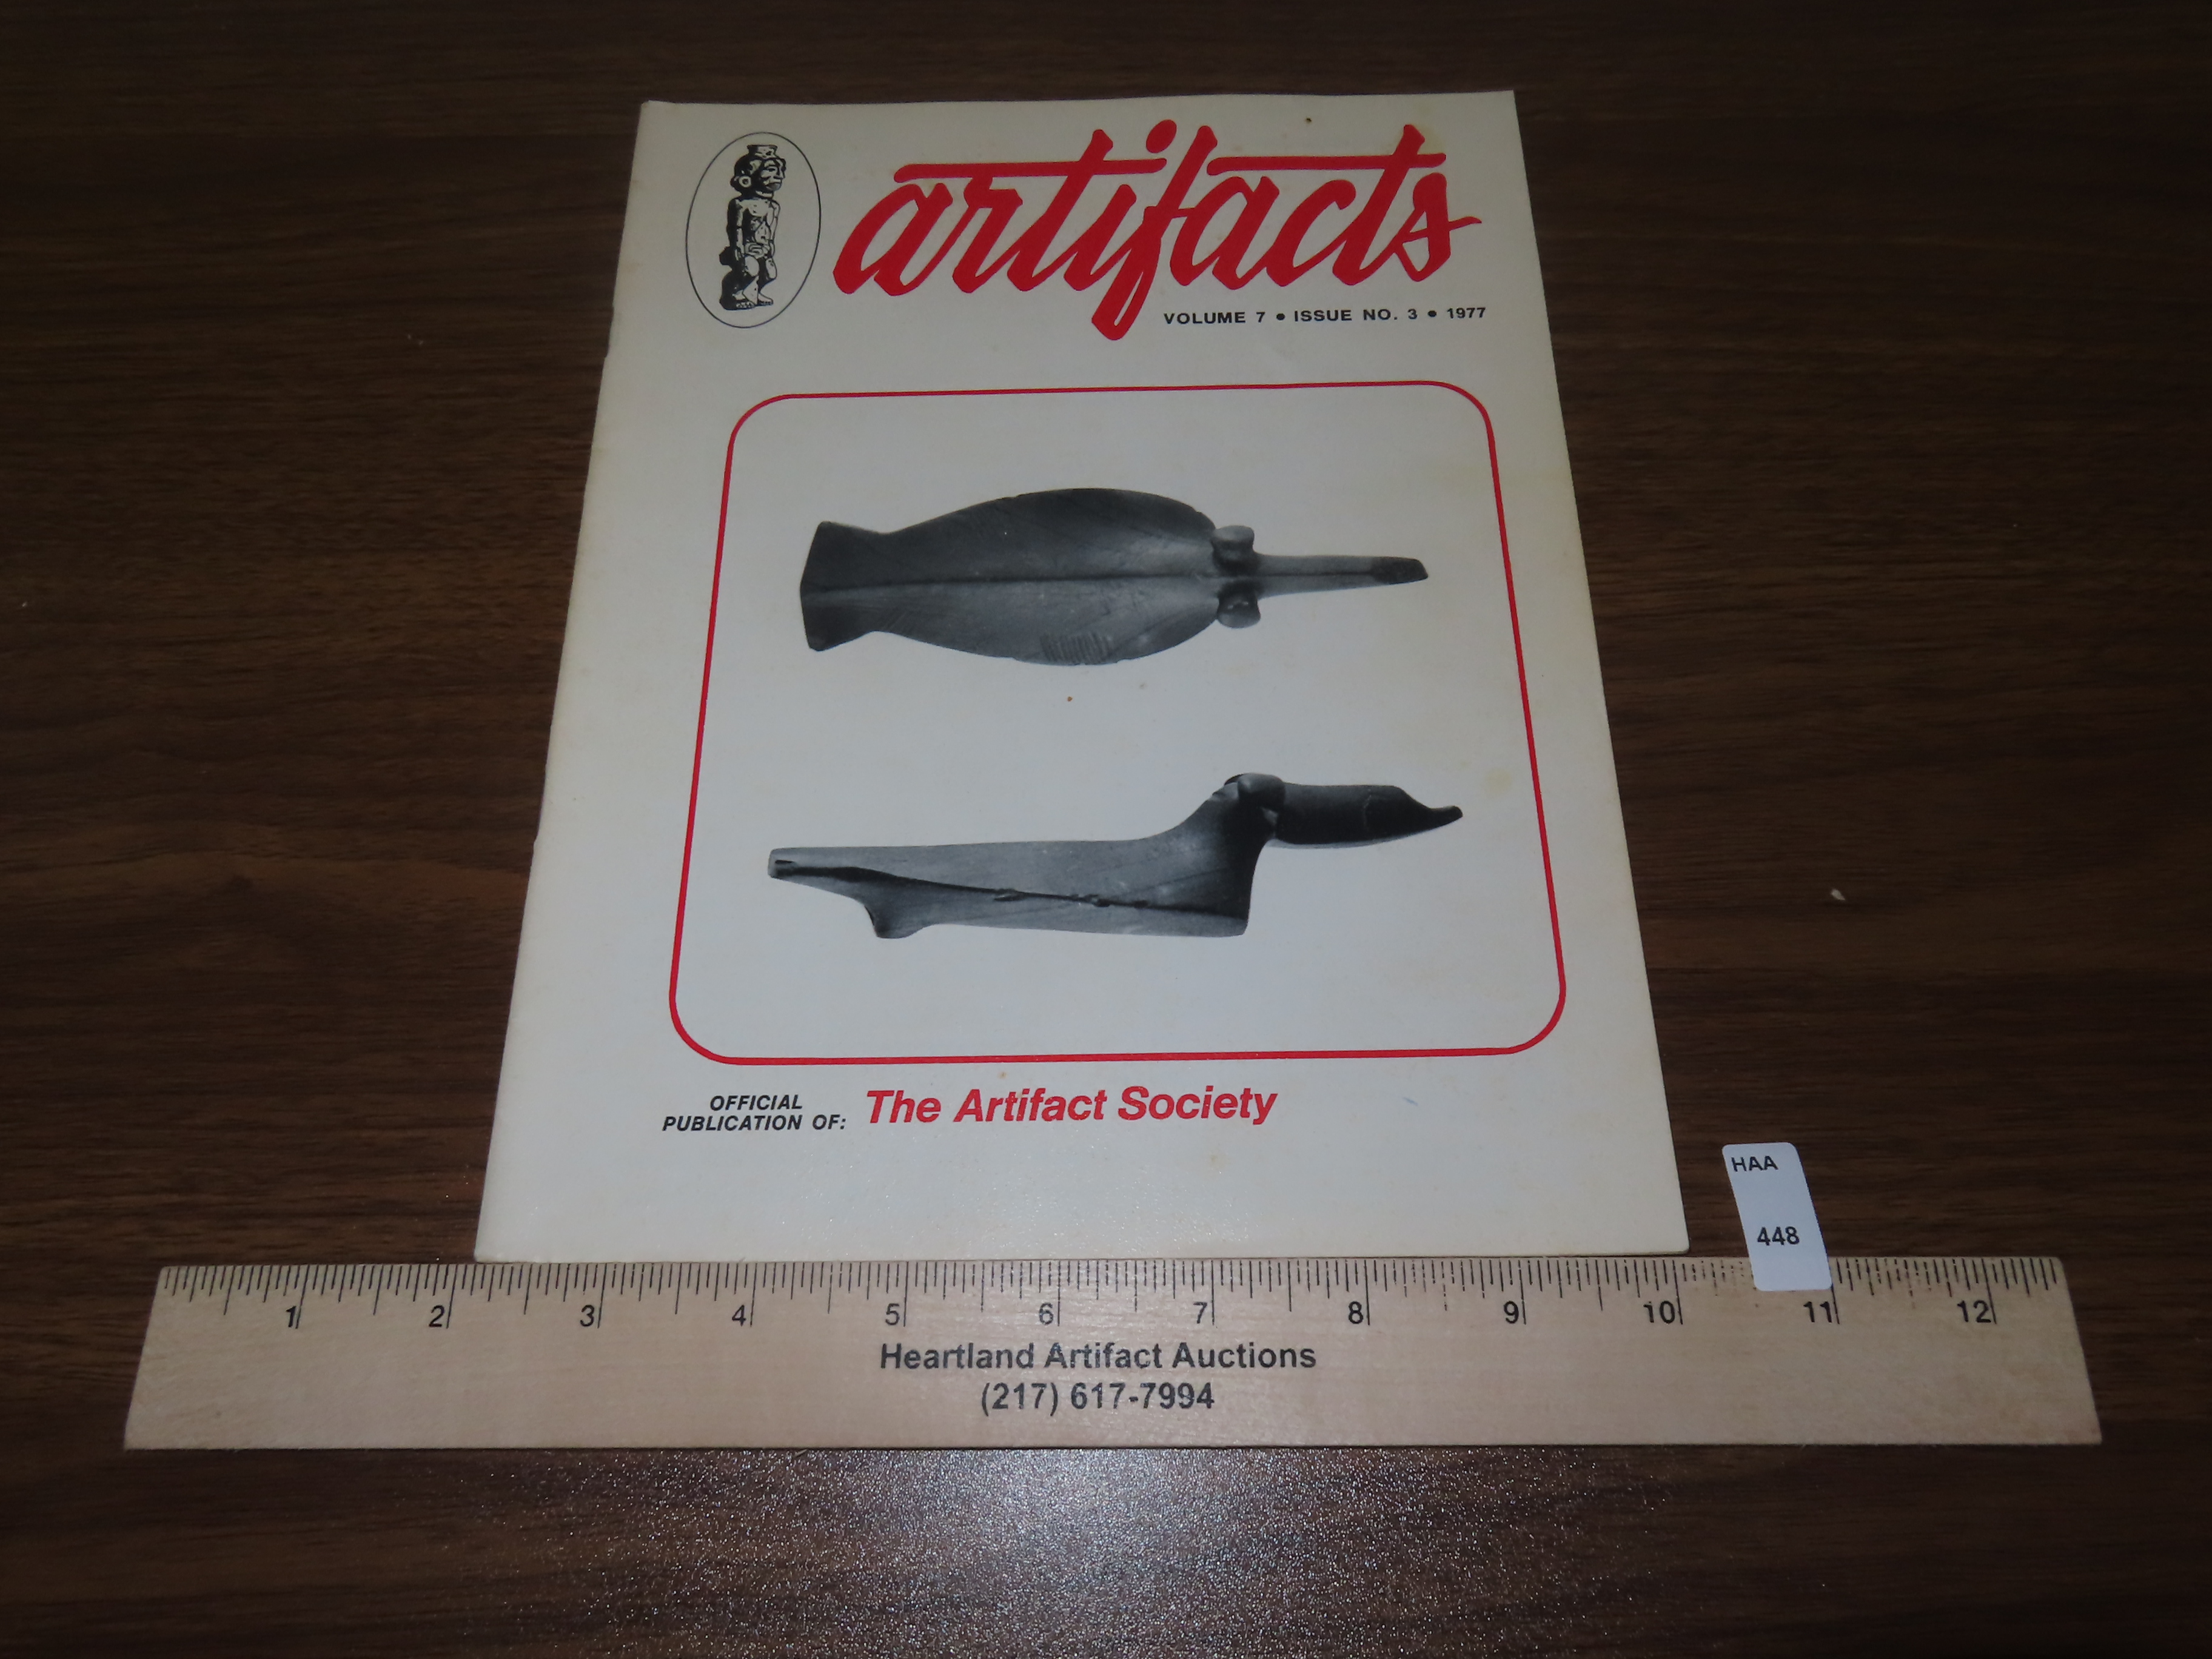 artifacts
VOLUME 7 • ISSUE NO. 3 • 1977
OFFICIAL
PUBLICATION OF: The Artifact Society
HAA
448
1 2 3 4 5 6 7 8 9 10 11 12
Heartland Artifact Auctions
(217) 617-7994